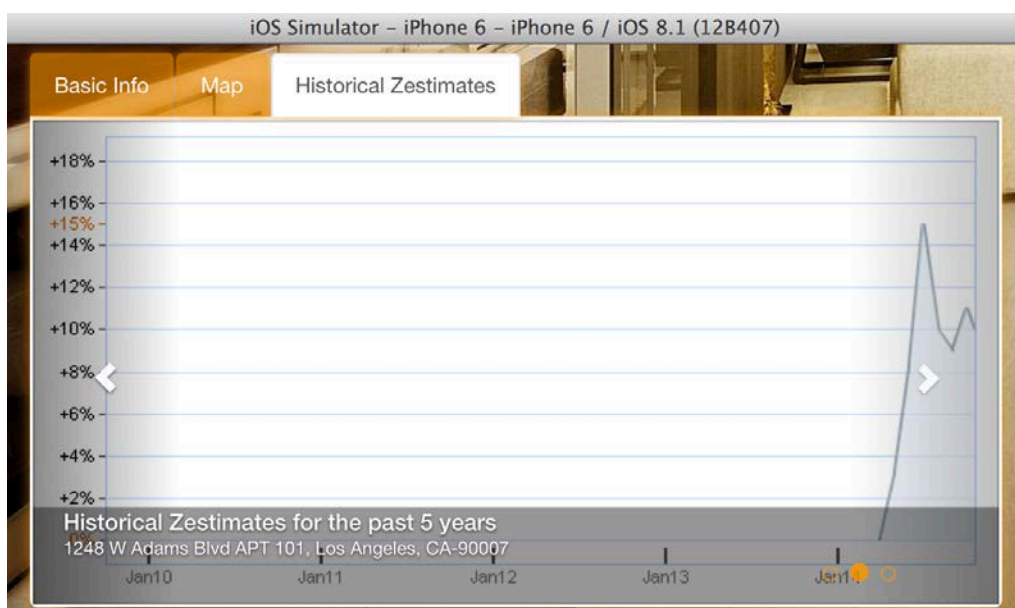 iOS Simulator – iPhone 6 – iPhone 6 / iOS 8.1 (12B407)
Basic Info Map Historical Zestimates
+18%
+16%
+15%
+14%
+12%
+10%
+8%
+6%
+4%
+2%
Historical Zestimates for the past 5 years
0%
1248 W Adams Blvd APT 101, Los Angeles, CA-90007
Jan10 Jan11 Jan12 Jan13 Jan14